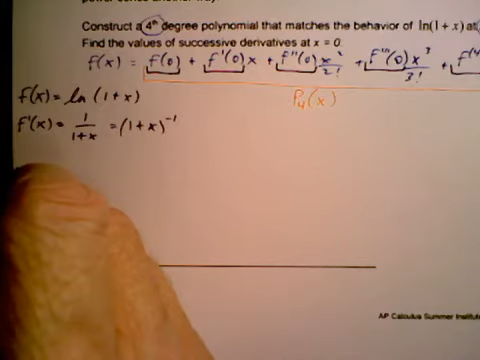 power series another way.
Construct a 4th degree polynomial that matches the behavior of ln(1 + x) at
Find the values of successive derivatives at x = 0.
f(x) = f(0) + f'(0)x + f''(0)x²/2! + f'''(0)x³/3! + f⁽⁴
P₄(x)
f(x) = ln (1+x)
f'(x) = 1/(1+x) = (1+x)⁻¹
AP Calculus Summer Institute